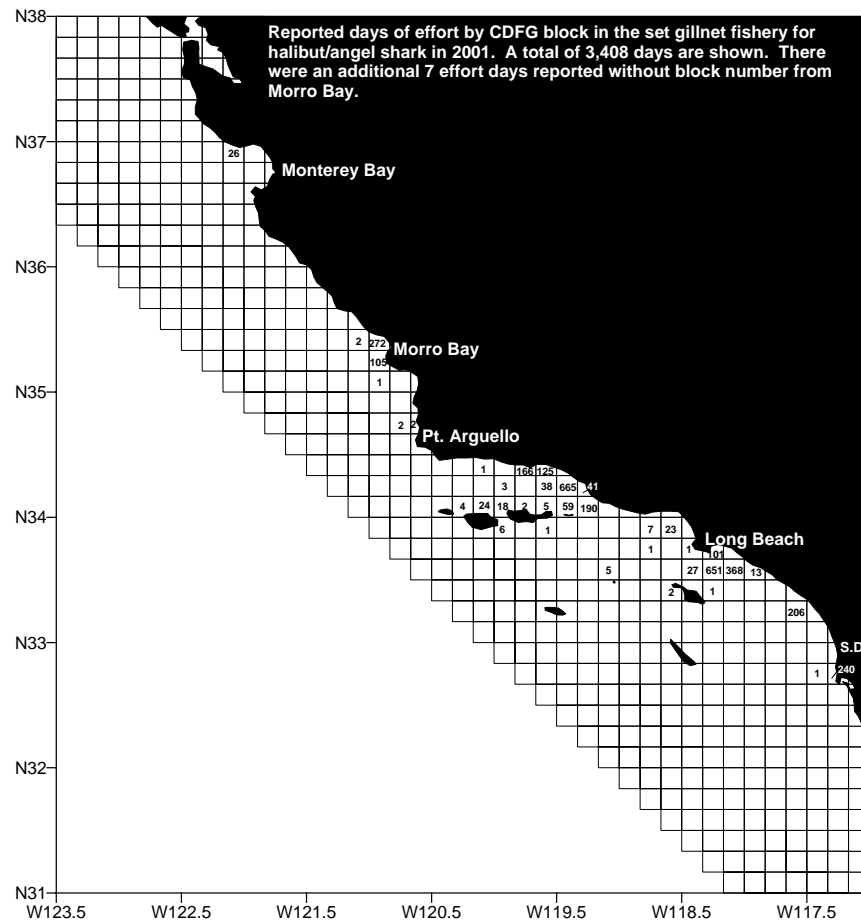 N38
Reported days of effort by CDFG block in the set gillnet fishery for
halibut/angel shark in 2001. A total of 3,408 days are shown. There
were an additional 7 effort days reported without block number from
Morro Bay.
N37
26
Monterey Bay
N36
2 272 Morro Bay
105
N35
1
2 2 Pt. Arguello
1 166 125
3 38 665 41
4 24 18 2 5 59 190
N34
6 1 7 23
Long Beach
1 1 101
5 27 651 368 13
2 1
206
N33
S.D
1 240
N32
N31
W123.5 W122.5 W121.5 W120.5 W119.5 W118.5 W117.5